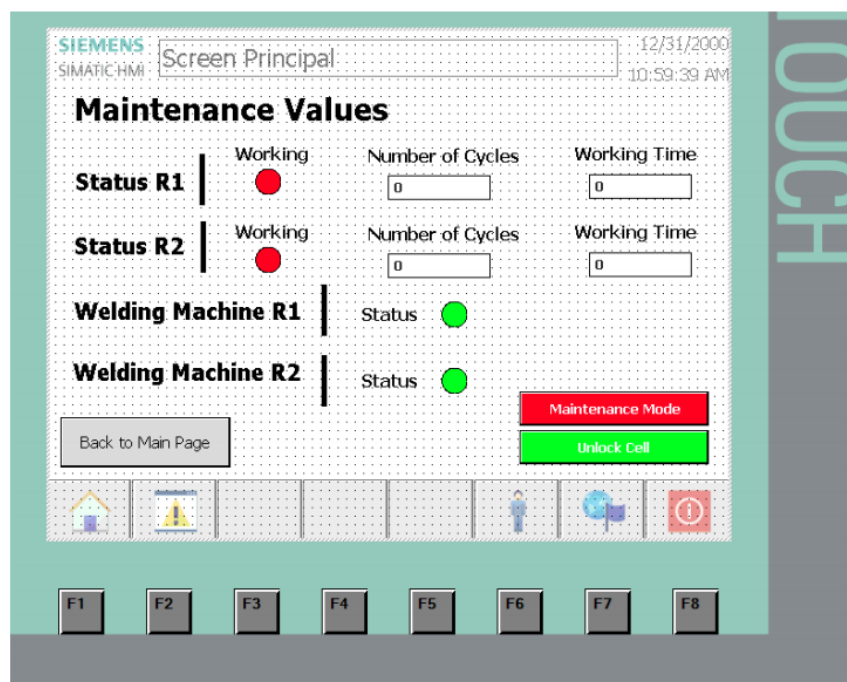 SIEMENS
SIMATIC HMI
Screen Principal
12/31/2000
10:59:39 AM
TOUCH
Maintenance Values
Status R1
Working
Number of Cycles
Working Time
0
0
Status R2
Working
Number of Cycles
Working Time
0
0
Welding Machine R1
Status
Welding Machine R2
Status
Maintenance Mode
Back to Main Page
Unlock Cell
F1 F2 F3 F4 F5 F6 F7 F8